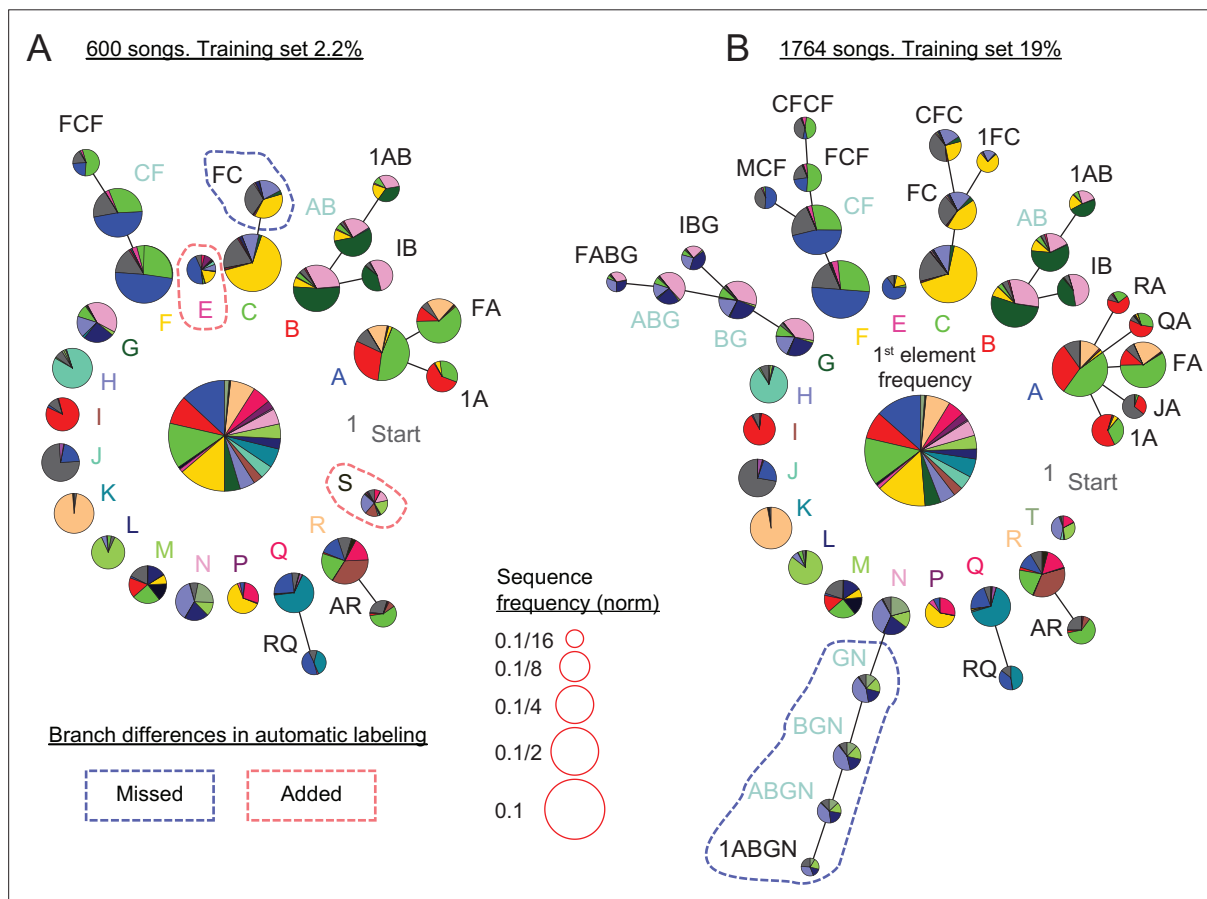 A 600 songs. Training set 2.2%
FCF
CF
FC
1AB
AB
IB
FA
1A
F
E
C
B
A
G
H
I
J
K
L
M
N
P
Q
R
S
AR
RQ
1 Start
Branch differences in automatic labeling
Missed
Added
Sequence
frequency (norm)
0.1/16
0.1/8
0.1/4
0.1/2
0.1
B 1764 songs. Training set 19%
CFCF
CFC
1FC
MCF
FCF
FC
1AB
CF
AB
IBG
IB
FABG
RA
QA
ABG
BG
FA
JA
1A
F
E
C
B
A
G
1st element
frequency
H
I
J
K
L
M
N
P
Q
R
T
1 Start
AR
RQ
GN
BGN
ABGN
1ABGN